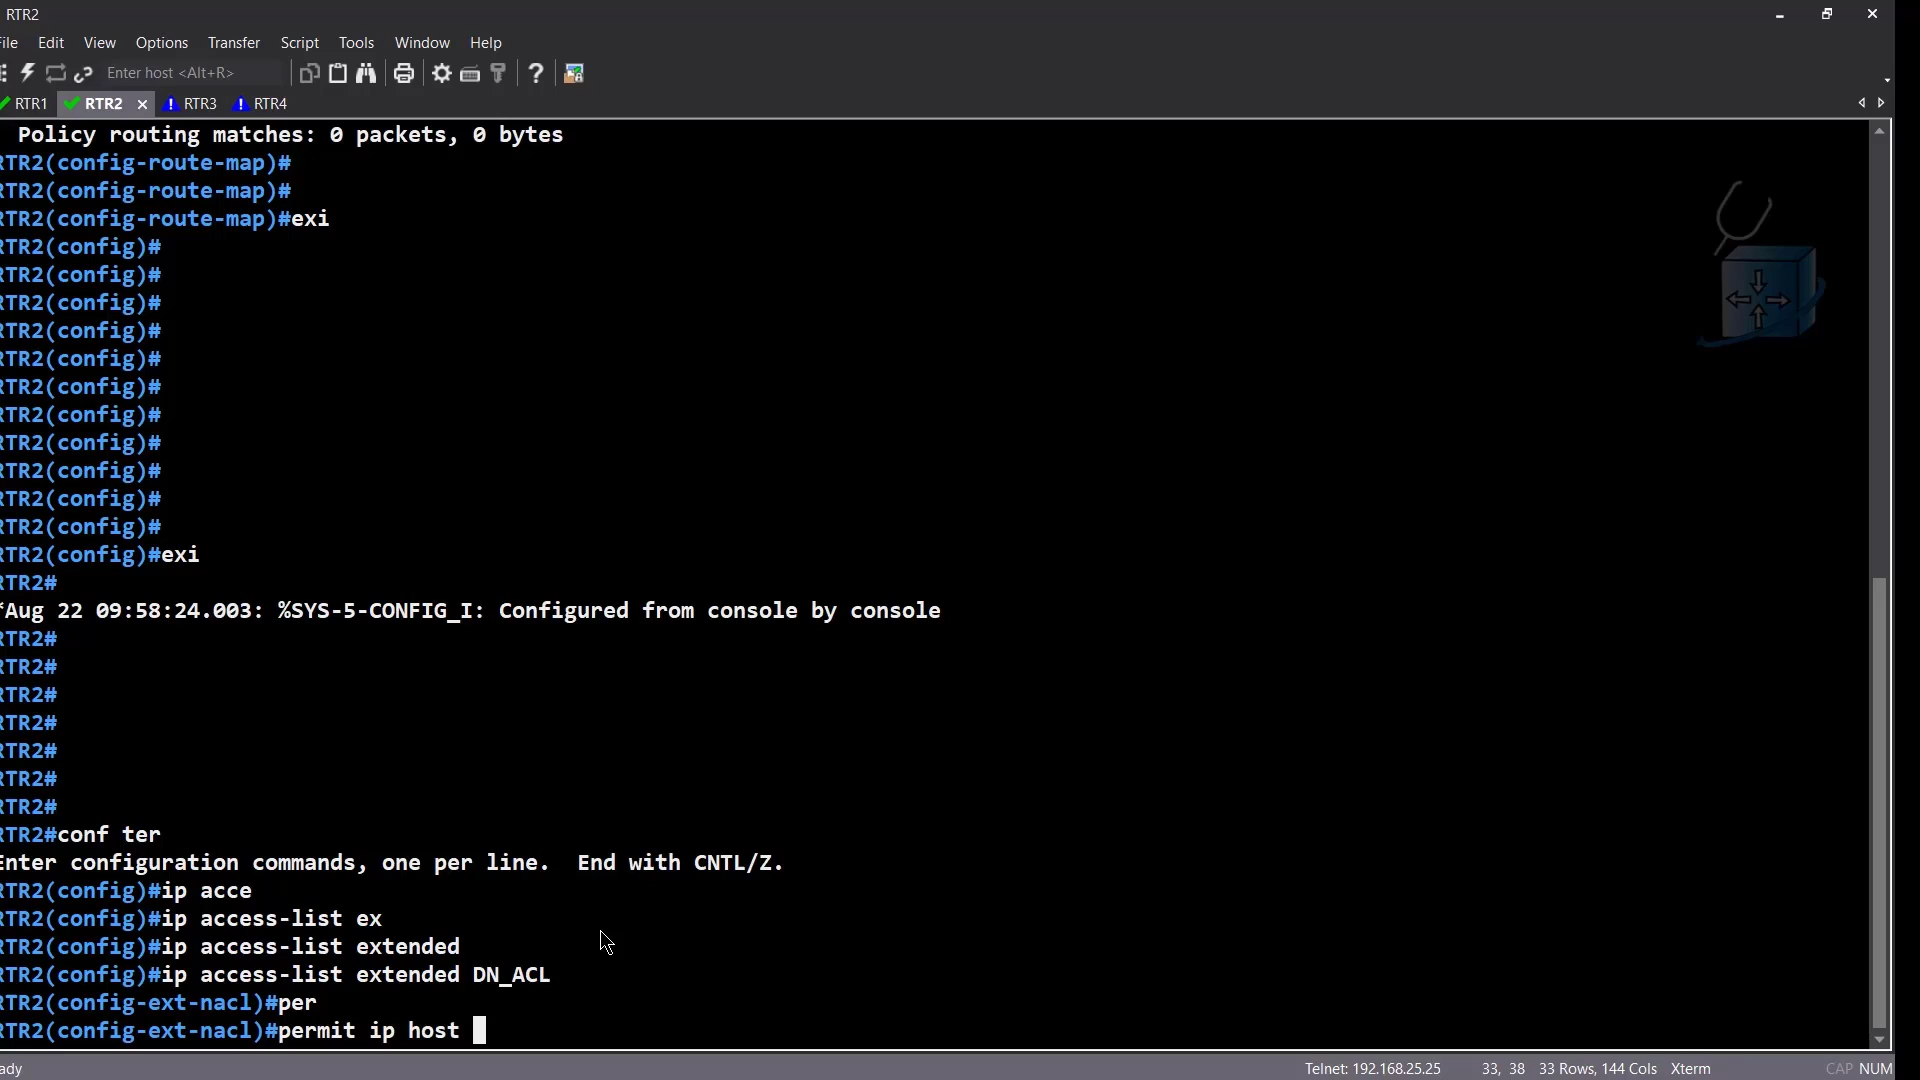 RTR2
File Edit View Options Transfer Script Tools Window Help
Enter host <Alt+R>
RTR1 RTR2 RTR3 RTR4
Policy routing matches: 0 packets, 0 bytes
RTR2(config-route-map)#
RTR2(config-route-map)#
RTR2(config-route-map)#exi
RTR2(config)#
RTR2(config)#
RTR2(config)#
RTR2(config)#
RTR2(config)#
RTR2(config)#
RTR2(config)#
RTR2(config)#
RTR2(config)#
RTR2(config)#
RTR2(config)#
RTR2(config)#exi
RTR2#
*Aug 22 09:58:24.003: %SYS-5-CONFIG_I: Configured from console by console
RTR2#
RTR2#
RTR2#
RTR2#
RTR2#
RTR2#
RTR2#
RTR2#conf ter
Enter configuration commands, one per line.  End with CNTL/Z.
RTR2(config)#ip acce
RTR2(config)#ip access-list ex
RTR2(config)#ip access-list extended
RTR2(config)#ip access-list extended DN_ACL
RTR2(config-ext-nacl)#per
RTR2(config-ext-nacl)#permit ip host
ady Telnet: 192.168.25.25 33, 38 33 Rows, 144 Cols Xterm CAP NUM